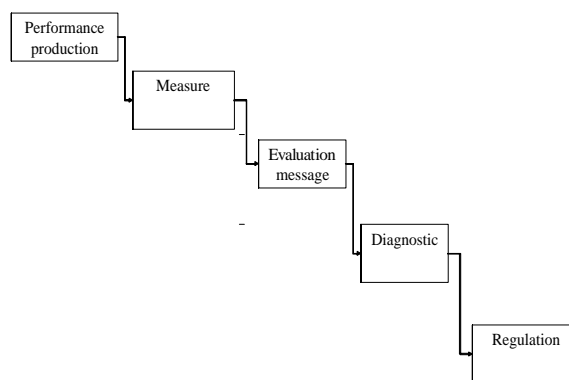 Performance
production
Measure
Evaluation
message
Diagnostic
Regulation